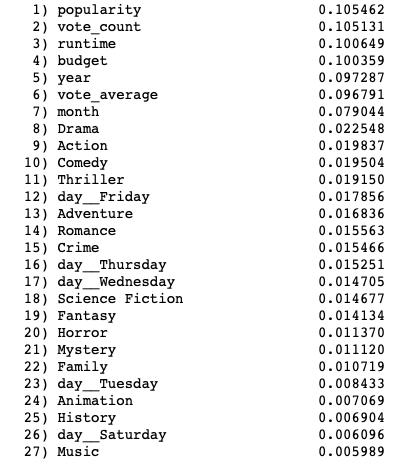 1) popularity 0.105462
2) vote_count 0.105131
3) runtime 0.100649
4) budget 0.100359
5) year 0.097287
6) vote_average 0.096791
7) month 0.079044
8) Drama 0.022548
9) Action 0.019837
10) Comedy 0.019504
11) Thriller 0.019150
12) day__Friday 0.017856
13) Adventure 0.016836
14) Romance 0.015563
15) Crime 0.015466
16) day__Thursday 0.015251
17) day__Wednesday 0.014705
18) Science Fiction 0.014677
19) Fantasy 0.014134
20) Horror 0.011370
21) Mystery 0.011120
22) Family 0.010719
23) day__Tuesday 0.008433
24) Animation 0.007069
25) History 0.006904
26) day__Saturday 0.006096
27) Music 0.005989